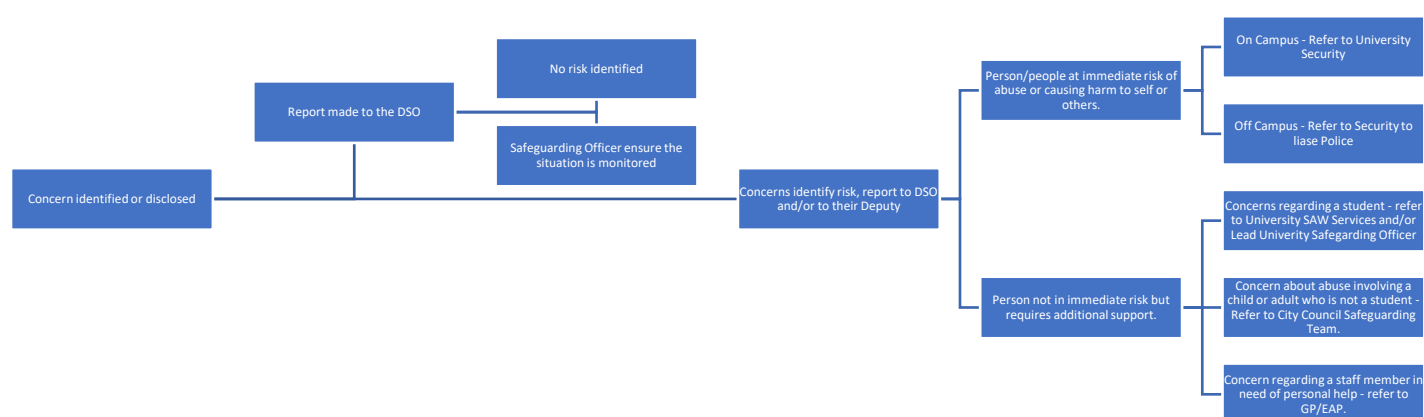 Concern identified or disclosed
Report made to the DSO
No risk identified
Safeguarding Officer ensure the
situation is monitored
Concerns identify risk, report to DSO
and/or to their Deputy
Person/people at immediate risk of
abuse or causing harm to self or
others.
On Campus - Refer to University
Security
Off Campus - Refer to Security to
liase Police
Person not in immediate risk but
requires additional support.
Concerns regarding a student - refer
to University SAW Services and/or
Lead Univerity Safegarding Officer
Concern about abuse involving a
child or adult who is not a student -
Refer to City Council Safeguarding
Team.
Concern regarding a staff member in
need of personal help - refer to
GP/EAP.